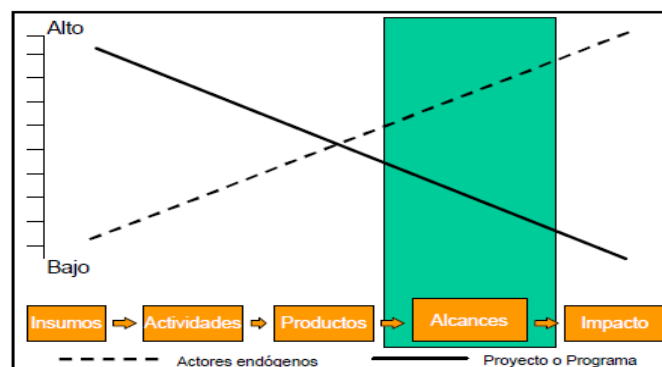 Alto
Bajo
Insumos Actividades Productos Alcances Impacto
Actores endógenos Proyecto o Programa